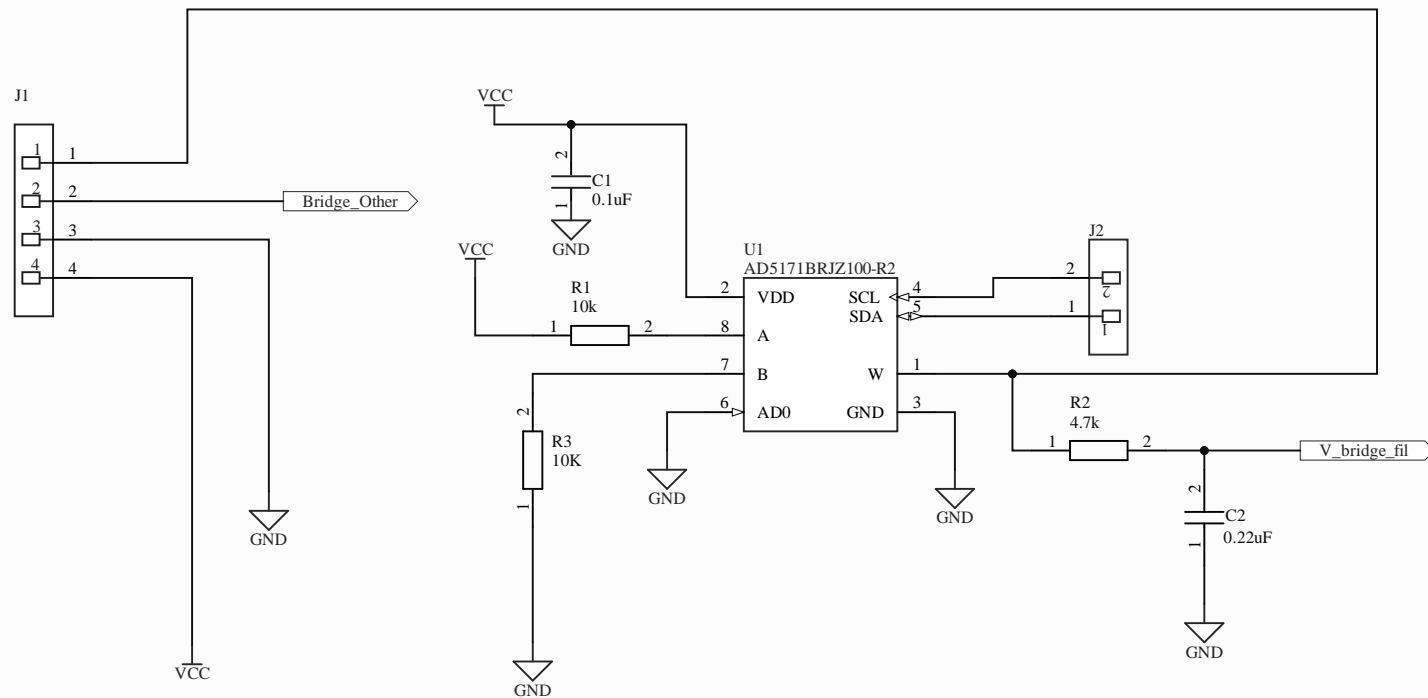 J1
1 1
2 2
3 3
4 4
Bridge_Other
GND
VCC
VCC
2
C1
0.1uF
1
GND
VCC
R1
10k
1 2
U1
AD5171BRJZ100-R2
2 VDD SCL 4
SDA 5
8 A
7 B W 1
6 AD0 GND 3
J2
2 2
1 1
2
R3
10K
1
GND
GND
GND
R2
4.7k
1 2
V_bridge_fil
2
C2
0.22uF
1
GND